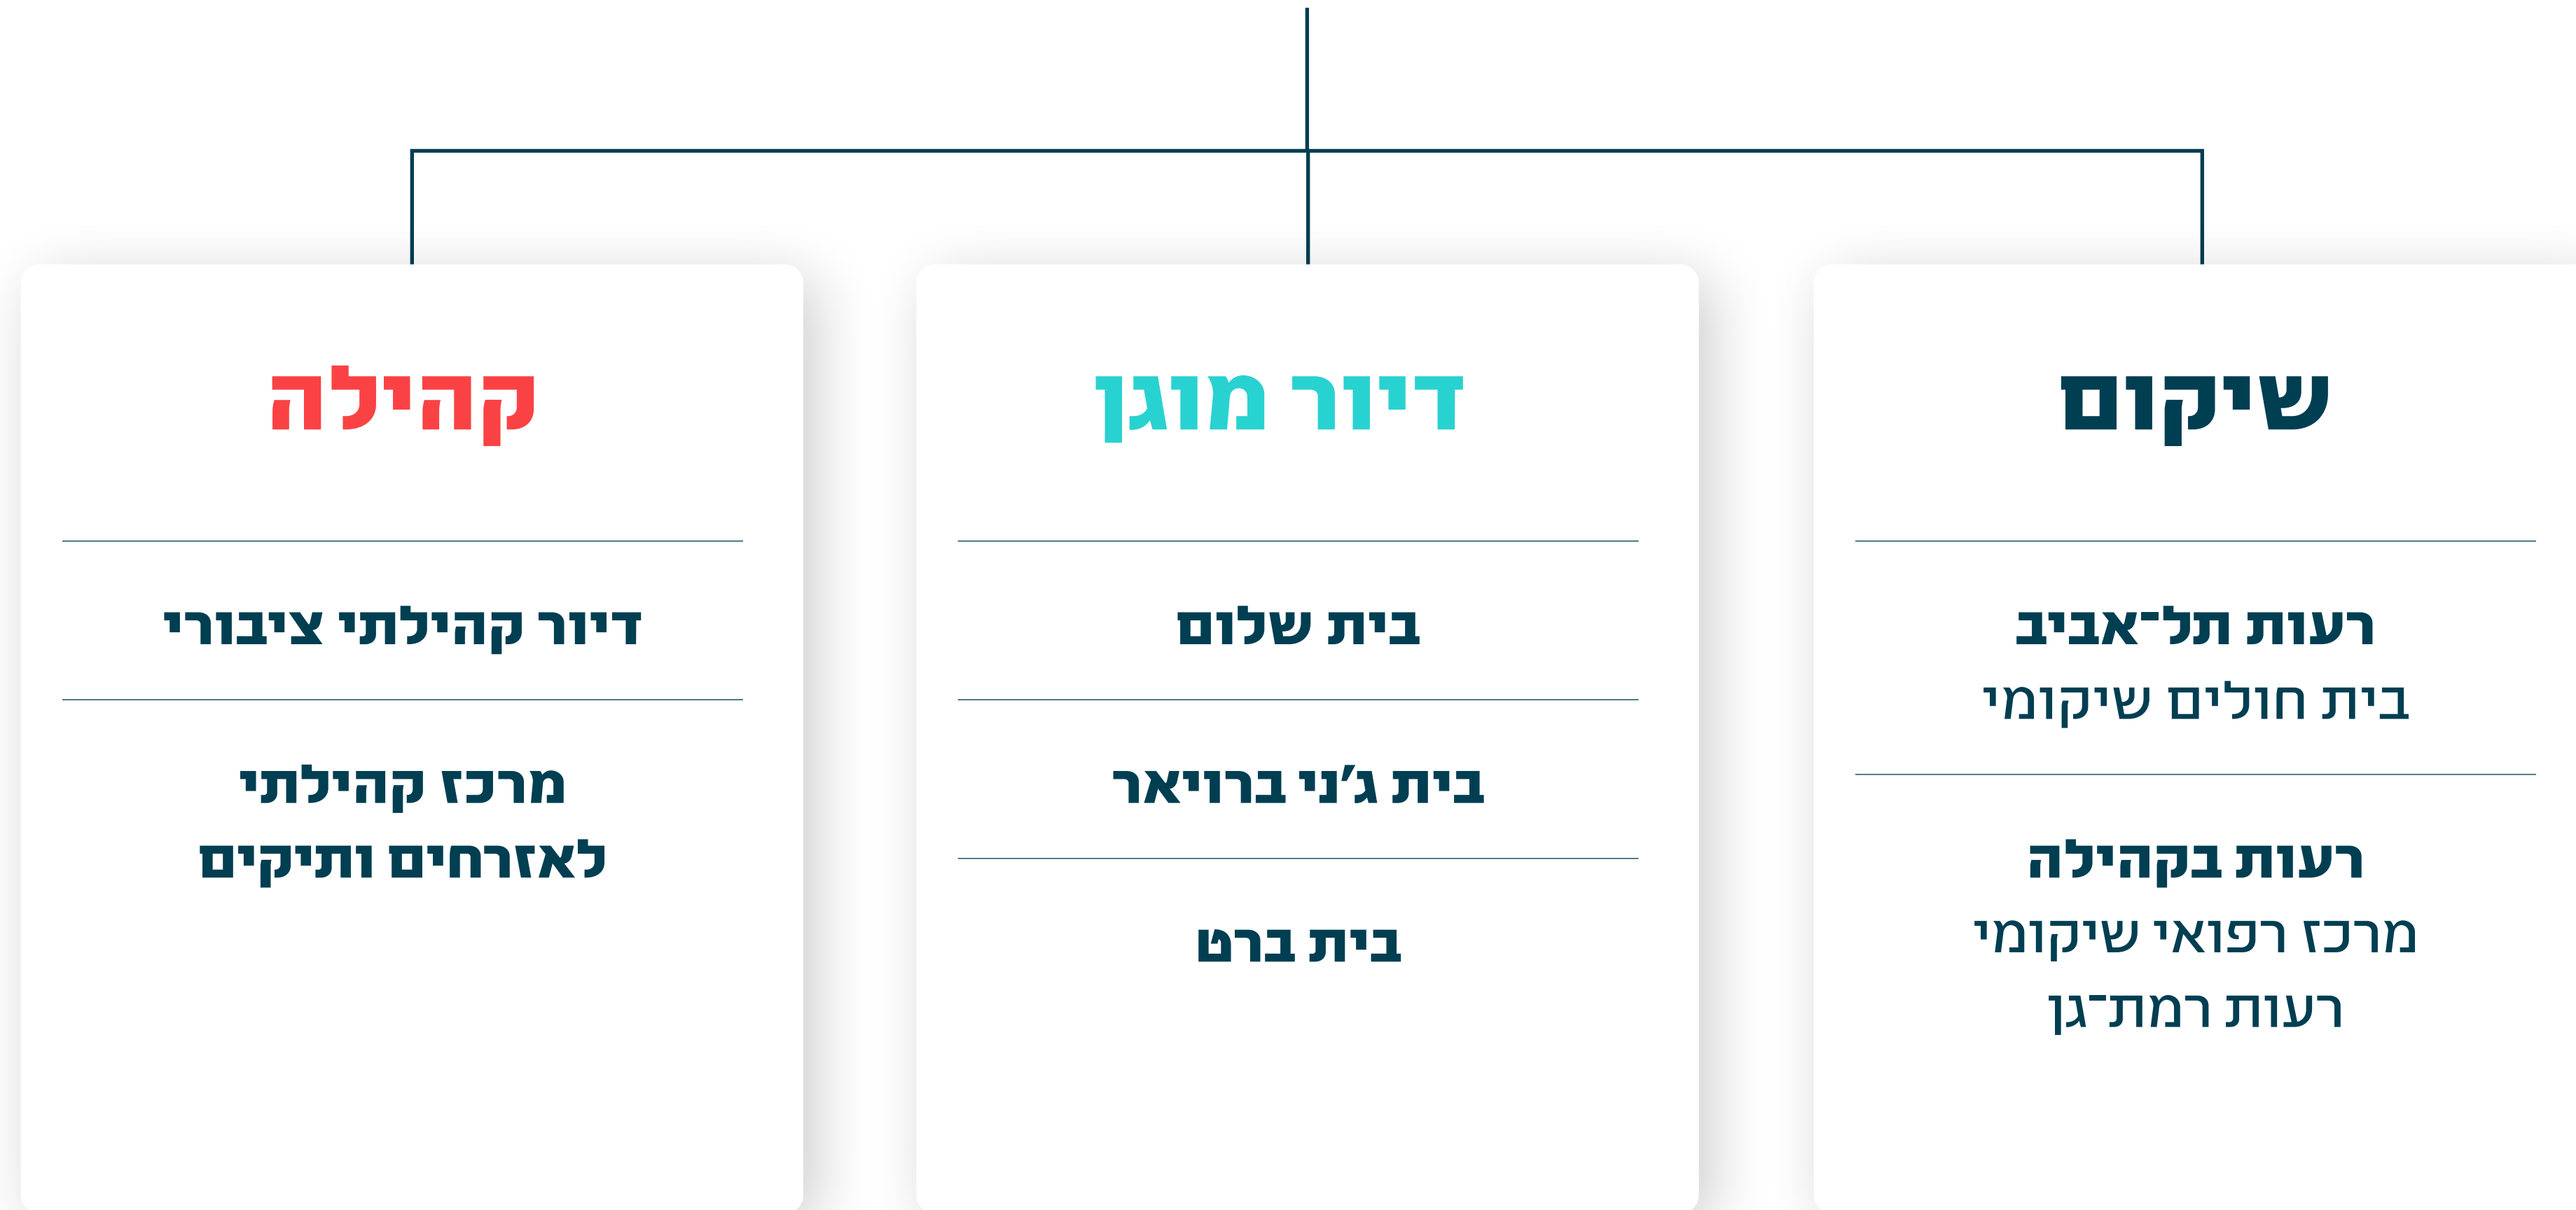 שיקום
רעות תל־אביב
בית חולים שיקומי
רעות בקהילה
מרכז רפואי שיקומי
רעות רמת־גן
דיור מוגן
בית שלום
בית ג'ני ברויאר
בית ברט
קהילה
דיור קהילתי ציבורי
מרכז קהילתי
לאזרחים ותיקים